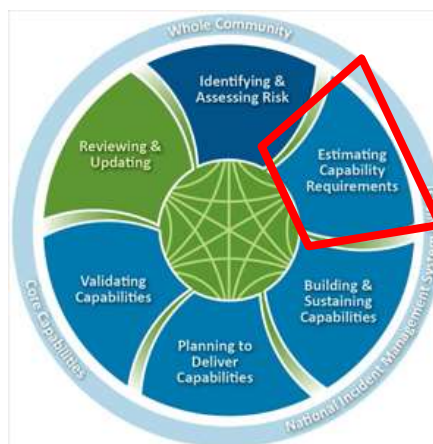 Whole Community
Identifying &
Assessing Risk
Estimating
Capability
Requirements
Building &
Sustaining
Capabilities
Planning to
Deliver
Capabilities
Validating
Capabilities
Reviewing &
Updating
National Incident Management System
Core Capabilities